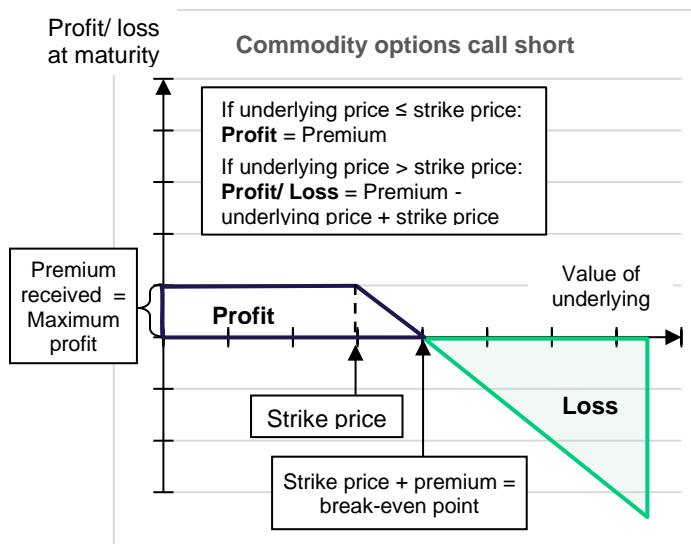 Profit/ loss
at maturity
Commodity options call short
If underlying price ≤ strike price:
Profit = Premium
If underlying price > strike price:
Profit/ Loss = Premium -
underlying price + strike price
Premium
received =
Maximum
profit
Profit
Value of
underlying
Strike price
Loss
Strike price + premium =
break-even point